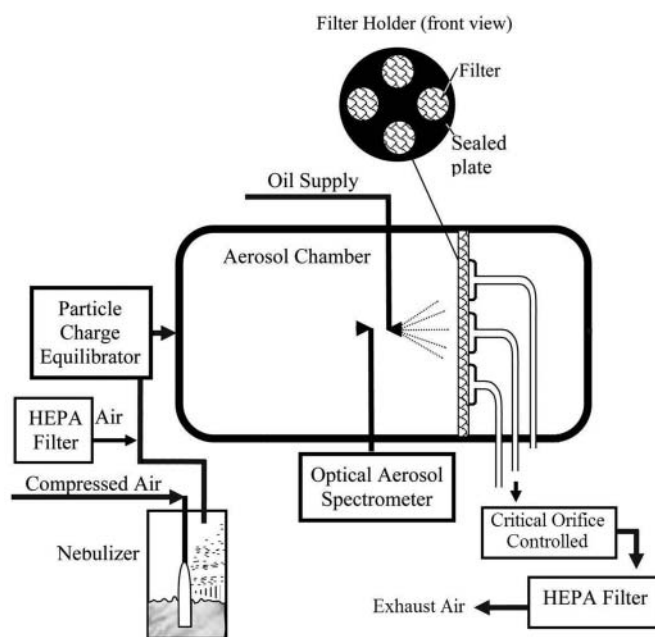 Filter Holder (front view)
Filter
Sealed
plate
Oil Supply
Aerosol Chamber
Particle
Charge
Equilibrator
HEPA
Filter
Air
Compressed Air
Optical Aerosol
Spectrometer
Nebulizer
Critical Orifice
Controlled
Exhaust Air
HEPA Filter